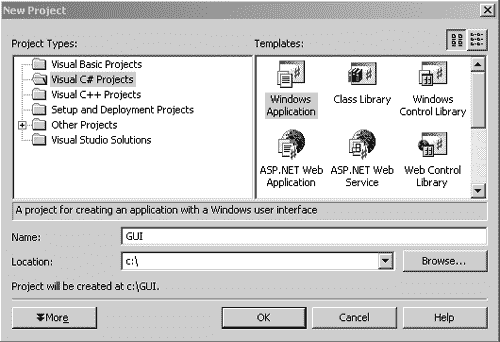 New Project
Project Types:
Templates:
Visual Basic Projects
Visual C# Projects
Visual C++ Projects
Setup and Deployment Projects
Other Projects
Visual Studio Solutions
Windows
Application
Class Library
Windows
Control Library
ASP.NET Web
Application
ASP.NET Web
Service
Web Control
Library
A project for creating an application with a Windows user interface
Name:
GUI
Location:
c:\
Browse...
Project will be created at c:\GUI.
More
OK
Cancel
Help